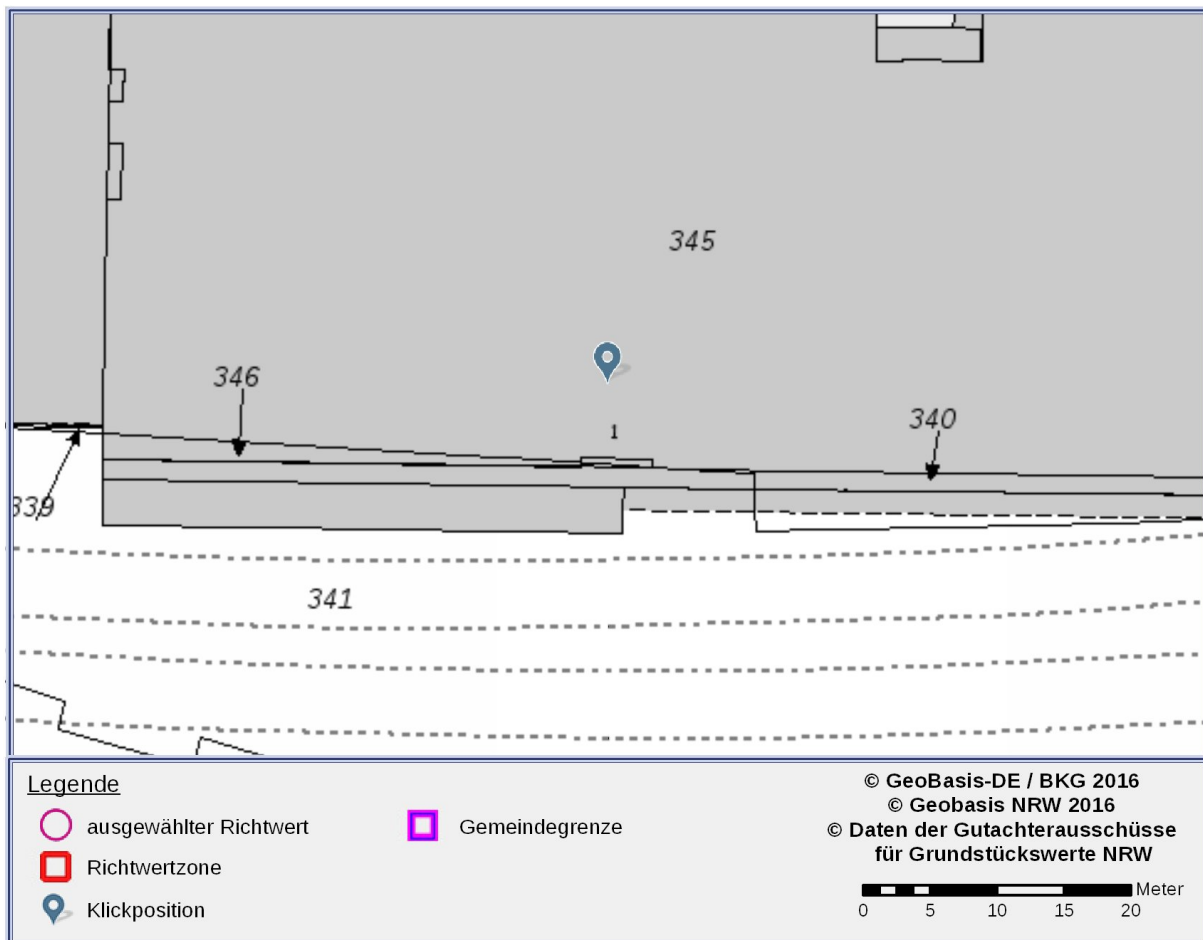 345
346
1
340
339
341
Legende
ausgewählter Richtwert
Gemeindegrenze
Richtwertzone
Klickposition
© GeoBasis-DE / BKG 2016
© Geobasis NRW 2016
© Daten der Gutachterausschüsse
für Grundstückswerte NRW
Meter
0 5 10 15 20